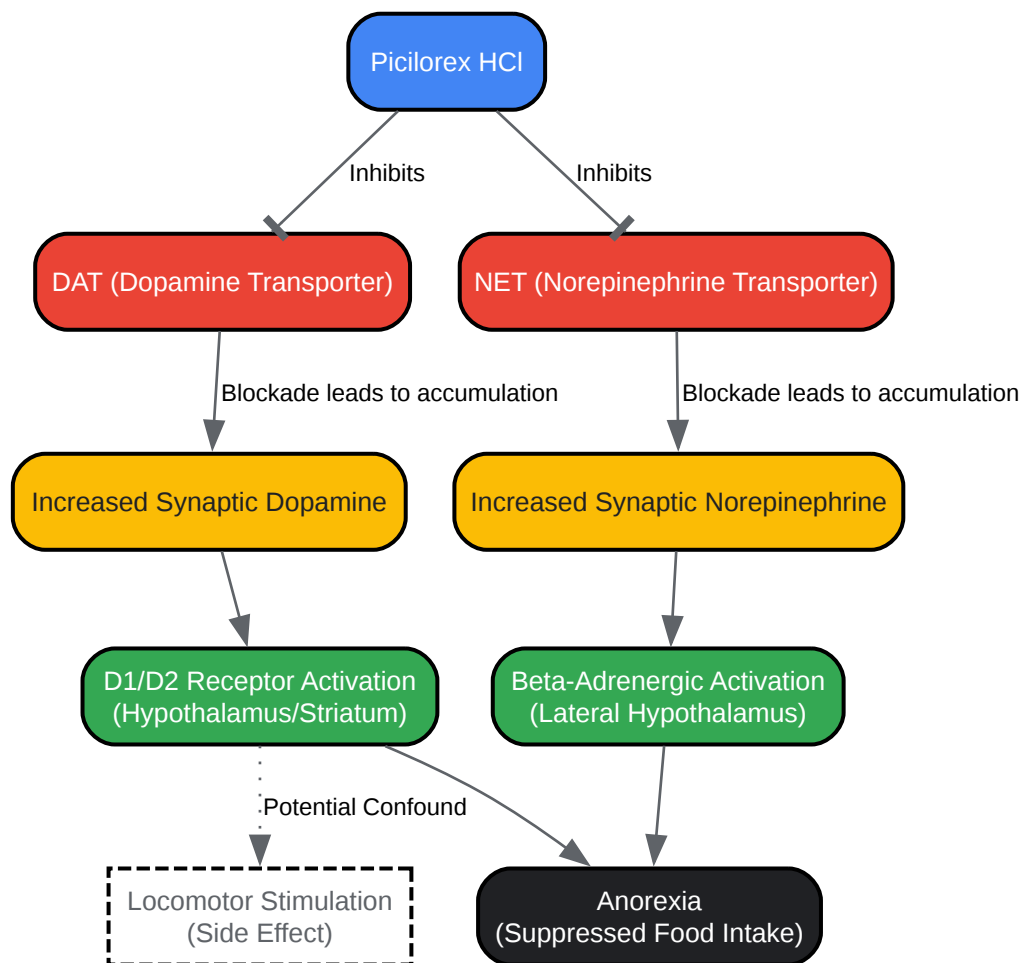 Picilorex HCl
Inhibits
Inhibits
DAT (Dopamine Transporter)
NET (Norepinephrine Transporter)
Blockade leads to accumulation
Blockade leads to accumulation
Increased Synaptic Dopamine
Increased Synaptic Norepinephrine
D1/D2 Receptor Activation
(Hypothalamus/Striatum)
Beta-Adrenergic Activation
(Lateral Hypothalamus)
Potential Confound
Locomotor Stimulation
(Side Effect)
Anorexia
(Suppressed Food Intake)